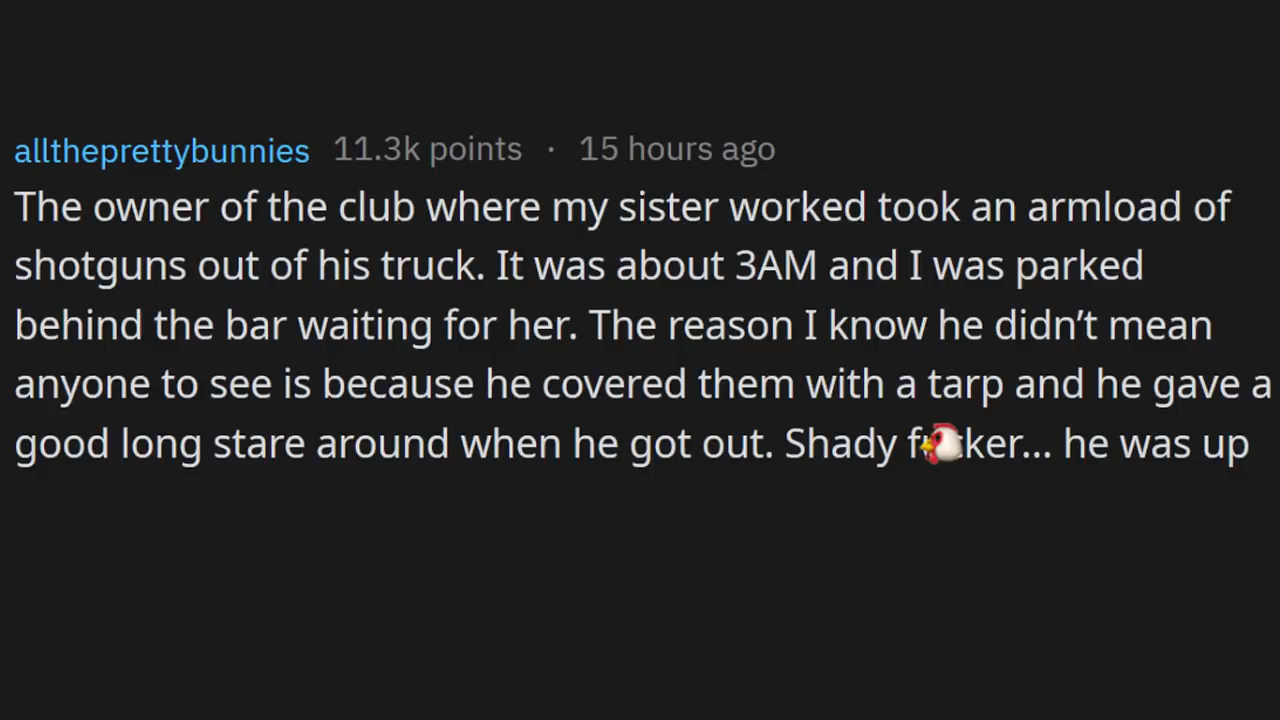 alltheprettybunnies 11.3k points · 15 hours ago
The owner of the club where my sister worked took an armload of
shotguns out of his truck. It was about 3AM and I was parked
behind the bar waiting for her. The reason I know he didn’t mean
anyone to see is because he covered them with a tarp and he gave a
good long stare around when he got out. Shady f🐔ker... he was up